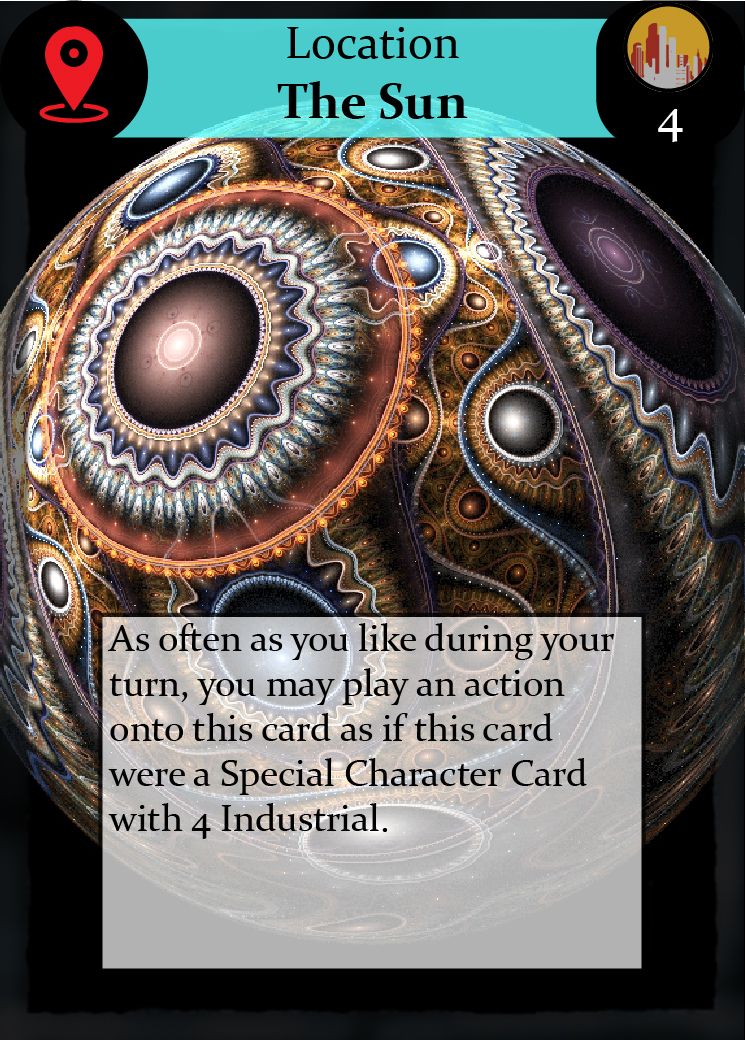 Location
The Sun
4
As often as you like during your
turn, you may play an action
onto this card as if this card
were a Special Character Card
with 4 Industrial.